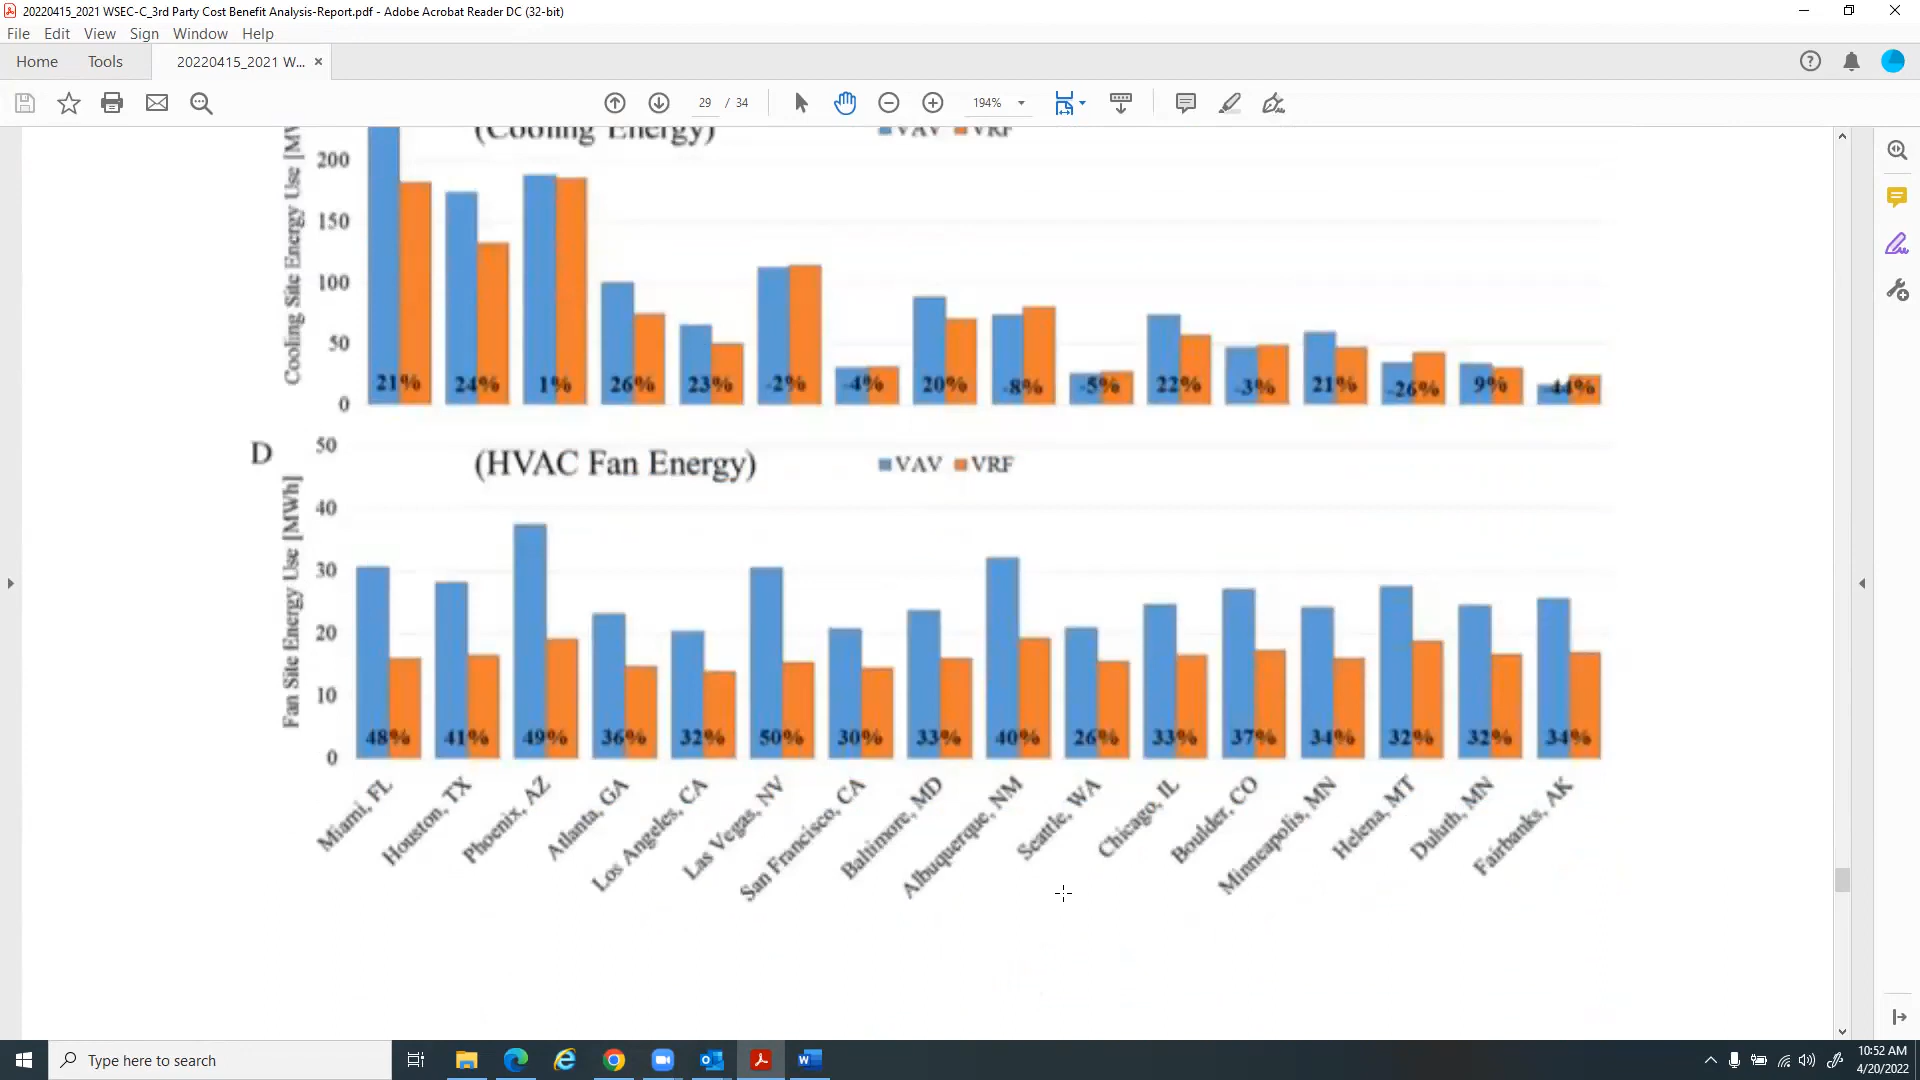 20220415_2021 WSEC-C_3rd Party Cost Benefit Analysis-Report.pdf - Adobe Acrobat Reader DC (32-bit)
File Edit View Sign Window Help
Home Tools 20220415_2021 W... ×
29 / 34 194%
(Cooling Energy) VAV VRF
Cooling Site Energy Use
200
150
100
50
0
21% 24% 1% 26% 23% -2% -4% 20% -8% -5% 22% -3% 21% -26% 9% -44%
D
(HVAC Fan Energy) VAV VRF
Fan Site Energy Use [MWh]
50
40
30
20
10
0
48% 41% 49% 36% 32% 50% 30% 33% 40% 26% 33% 37% 34% 32% 32% 34%
Miami, FL
Houston, TX
Phoenix, AZ
Atlanta, GA
Los Angeles, CA
Las Vegas, NV
San Francisco, CA
Baltimore, MD
Albuquerque, NM
Seattle, WA
Chicago, IL
Boulder, CO
Minneapolis, MN
Helena, MT
Duluth, MN
Fairbanks, AK
Type here to search
10:52 AM
4/20/2022